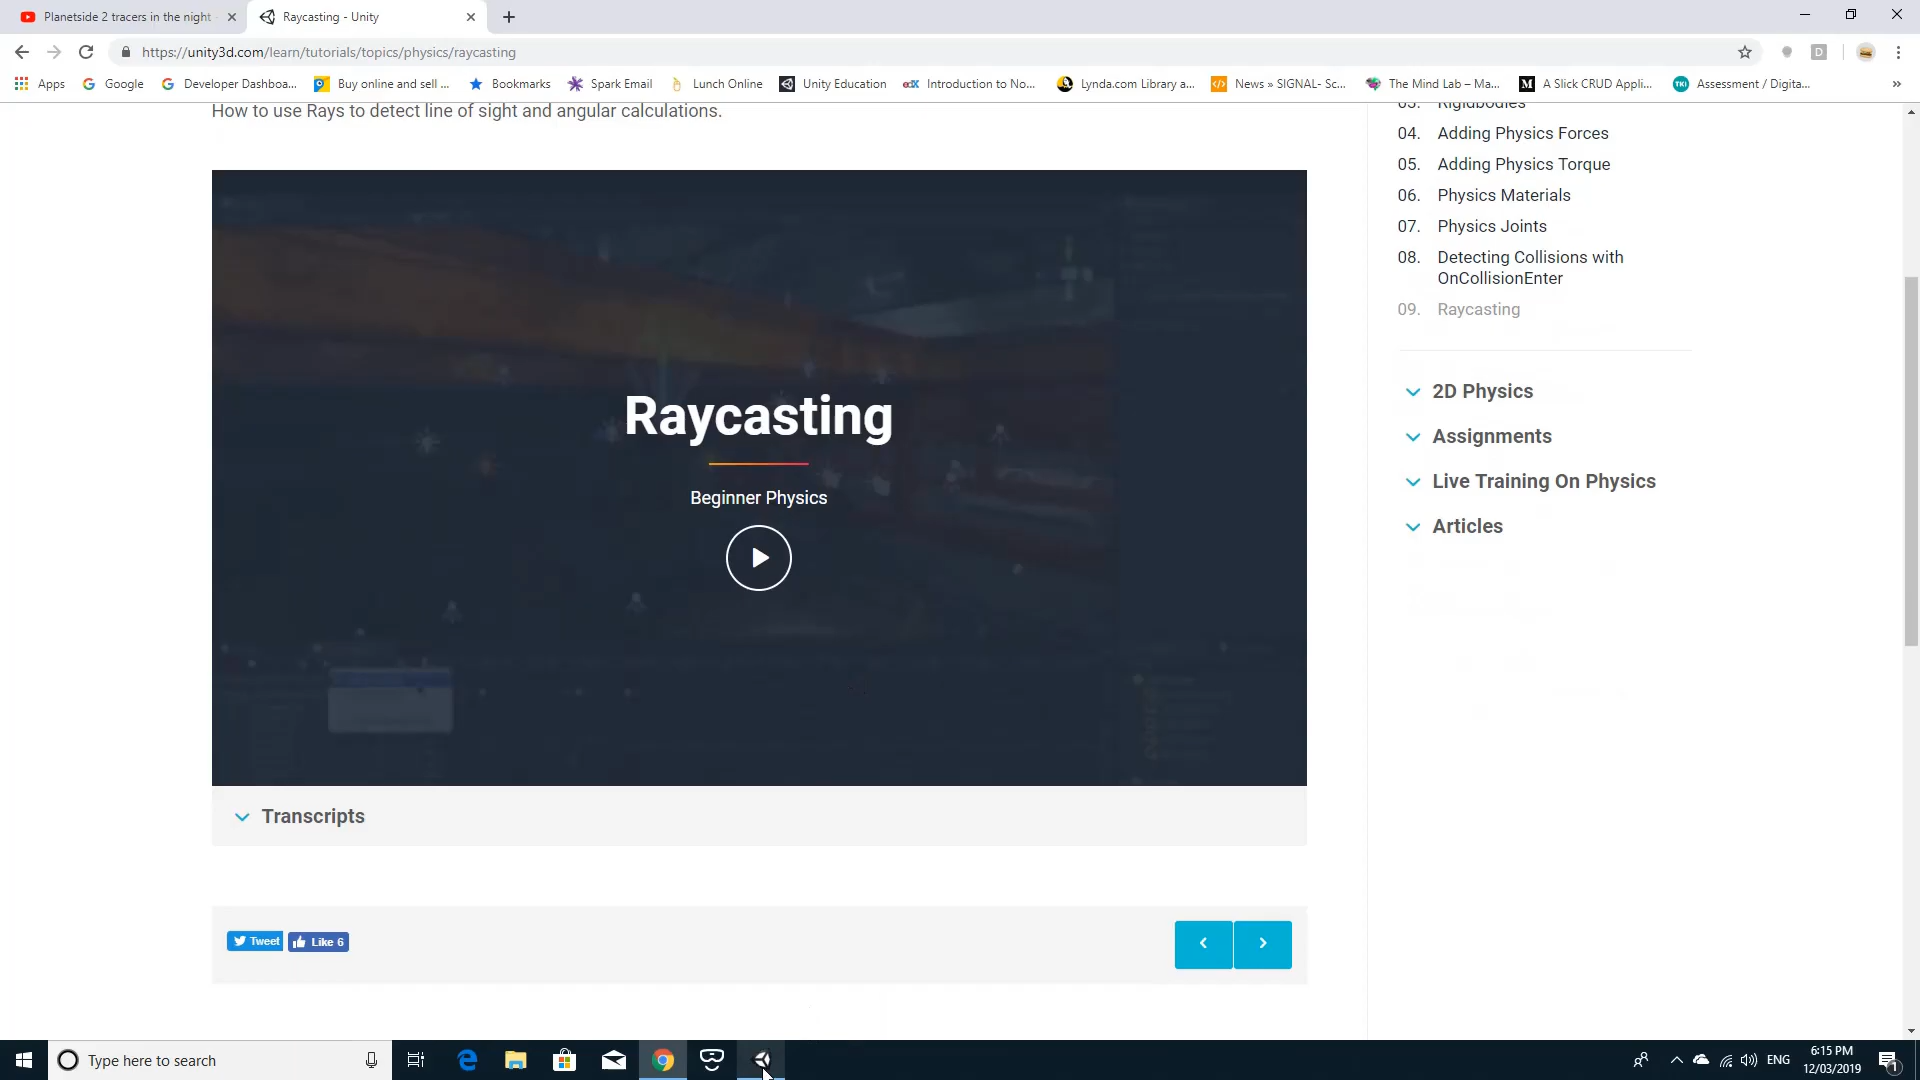 Planetside 2 tracers in the night
Raycasting - Unity
https://unity3d.com/learn/tutorials/topics/physics/raycasting
D
Apps
Google
Developer Dashboa...
Buy online and sell ...
Bookmarks
Spark Email
Lunch Online
Unity Education
edX
Introduction to No...
Lynda.com Library a...
News » SIGNAL- Sc...
The Mind Lab – Ma...
M
A Slick CRUD Appli...
TKI
Assessment / Digita...
»
How to use Rays to detect line of sight and angular calculations.
Raycasting
Beginner Physics
Transcripts
Tweet
Like 6
03. Rigidbodies
04. Adding Physics Forces
05. Adding Physics Torque
06. Physics Materials
07. Physics Joints
08. Detecting Collisions with
OnCollisionEnter
09. Raycasting
2D Physics
Assignments
Live Training On Physics
Articles
Type here to search
ENG
6:15 PM
12/03/2019
1